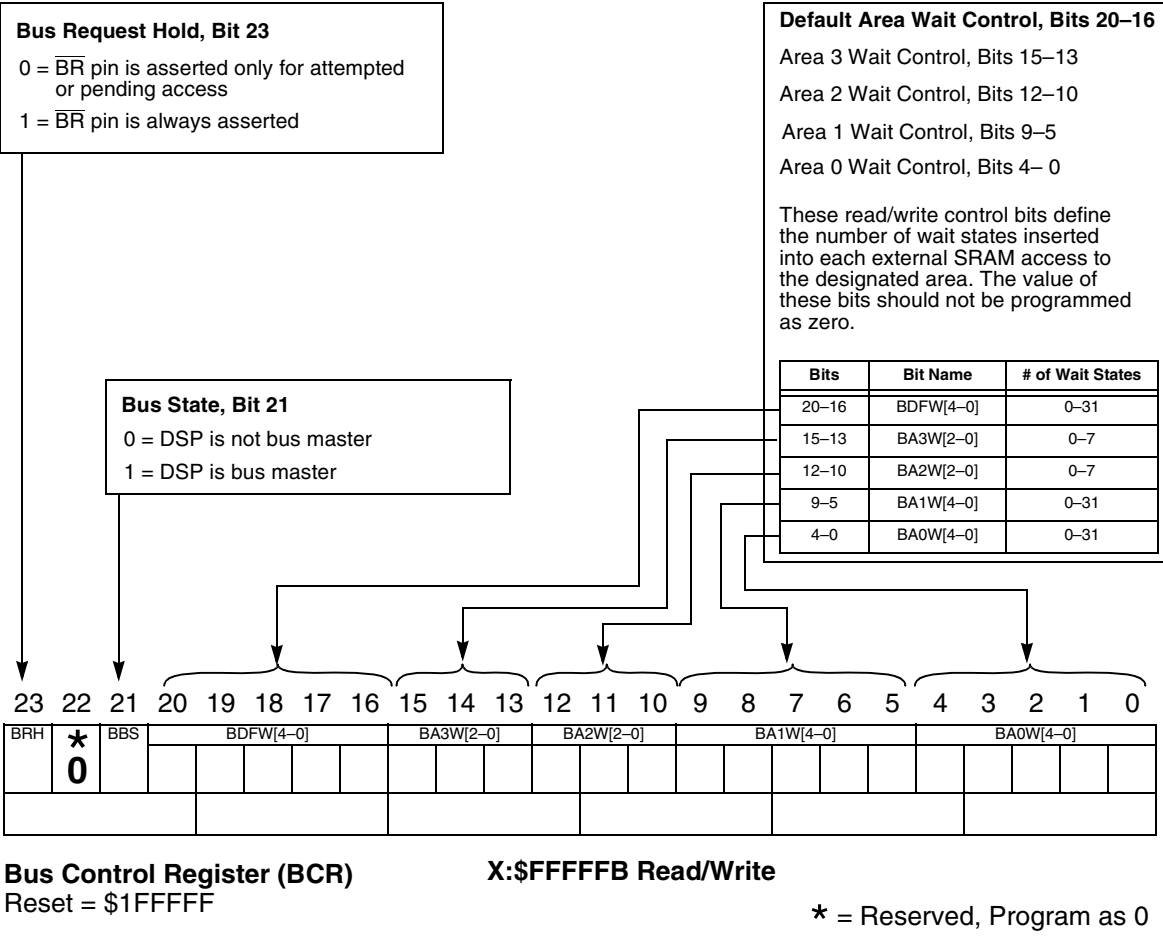 Bus Request Hold, Bit 23
0 = BR pin is asserted only for attempted
or pending access
1 = BR pin is always asserted
Default Area Wait Control, Bits 20–16
Area 3 Wait Control, Bits 15–13
Area 2 Wait Control, Bits 12–10
Area 1 Wait Control, Bits 9–5
Area 0 Wait Control, Bits 4– 0
These read/write control bits define
the number of wait states inserted
into each external SRAM access to
the designated area. The value of
these bits should not be programmed
as zero.
Bits Bit Name # of Wait States
20–16 BDFW[4–0] 0–31
15–13 BA3W[2–0] 0–7
12–10 BA2W[2–0] 0–7
9–5 BA1W[4–0] 0–31
4–0 BA0W[4–0] 0–31
Bus State, Bit 21
0 = DSP is not bus master
1 = DSP is bus master
23 22 21 20 19 18 17 16 15 14 13 12 11 10 9 8 7 6 5 4 3 2 1 0
BRH * BBS BDFW[4–0] BA3W[2–0] BA2W[2–0] BA1W[4–0] BA0W[4–0]
0
Bus Control Register (BCR) X:$FFFFFB Read/Write
Reset = $1FFFFF
* = Reserved, Program as 0